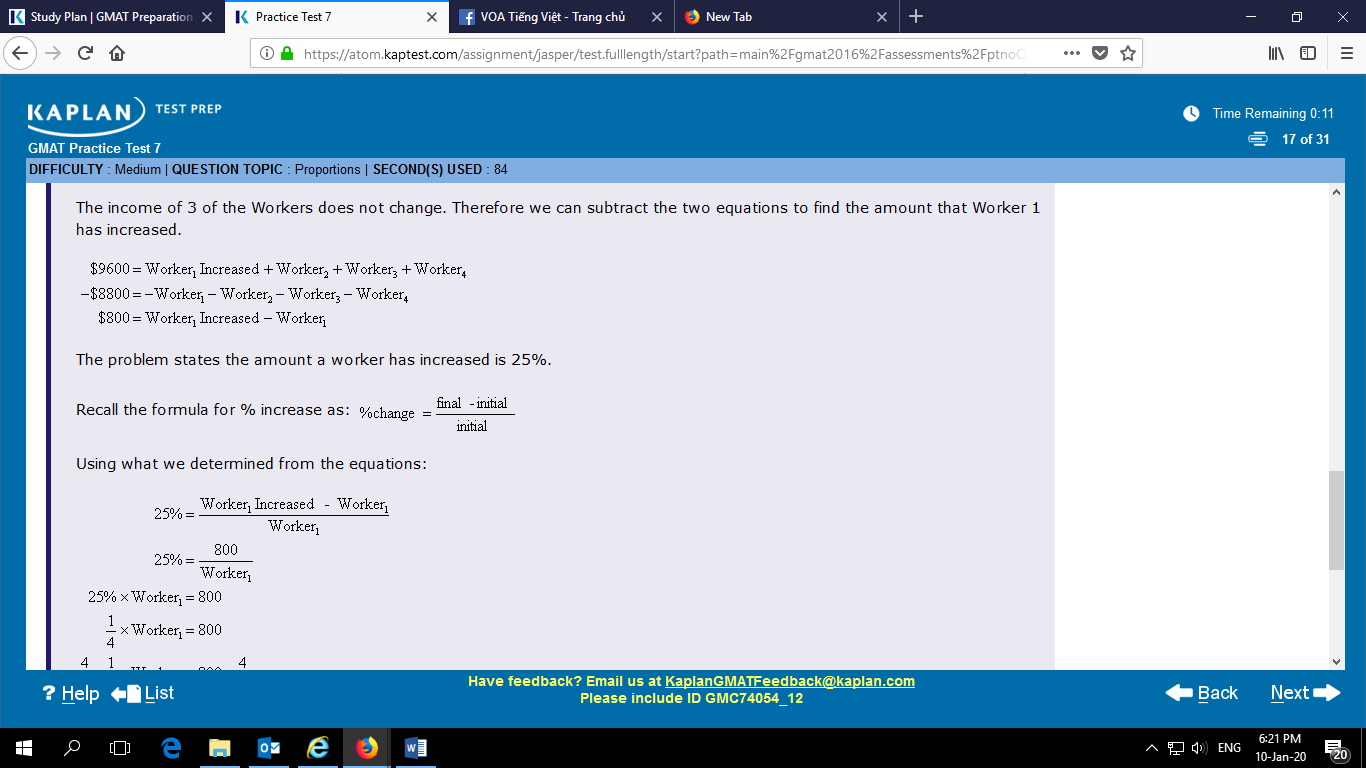 Study Plan | GMAT Preparation
Practice Test 7
VOA Tiếng Việt - Trang chủ
New Tab
https://atom.kaptest.com/assignment/jasper/test.fulllength/start?path=main%2Fgmat2016%2Fassessments%2Fptno
KAPLAN TEST PREP
Time Remaining 0:11
17 of 31
GMAT Practice Test 7
DIFFICULTY : Medium | QUESTION TOPIC : Proportions | SECOND(S) USED : 84
The income of 3 of the Workers does not change. Therefore we can subtract the two equations to find the amount that Worker 1
has increased.
$9600 = Worker₁ Increased + Worker₂ + Worker₃ + Worker₄
−$8800 = −Worker₁ − Worker₂ − Worker₃ − Worker₄
$800 = Worker₁ Increased − Worker₁
The problem states the amount a worker has increased is 25%.
Recall the formula for % increase as: %change = final - initial
initial
Using what we determined from the equations:
25% = Worker₁ Increased - Worker₁
Worker₁
25% = 800
Worker₁
25% × Worker₁ = 800
1
4 × Worker₁ = 800
4 1 4
? Help List
Have feedback? Email us at KaplanGMATFeedback@kaplan.com
Please include ID GMC74054_12
Back Next
ENG
6:21 PM
10-Jan-20
20